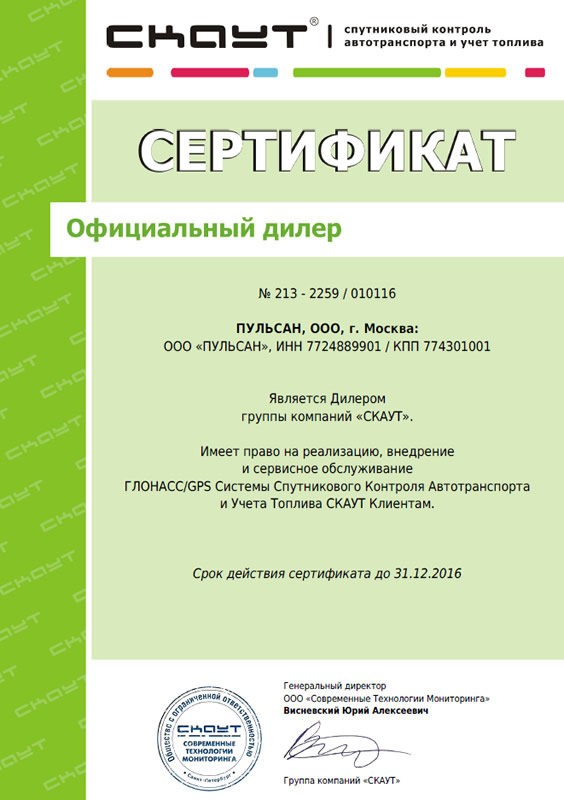 СКАУТ®
спутниковый контроль
автотранспорта и учет топлива
СЕРТИФИКАТ
Официальный дилер
№ 213 - 2259 / 010116
ПУЛЬСАН, ООО, г. Москва:
ООО «ПУЛЬСАН», ИНН 7724889901 / КПП 774301001
Является Дилером
группы компаний «СКАУТ».
Имеет право на реализацию, внедрение
и сервисное обслуживание
ГЛОНАСС/GPS Системы Спутникового Контроля Автотранспорта
и Учета Топлива СКАУТ Клиентам.
Срок действия сертификата до 31.12.2016
Генеральный директор
ООО «Современные Технологии Мониторинга»
Висневский Юрий Алексеевич
Группа компаний «СКАУТ»
Общество с ограниченной ответственностью
СКАУТ
СОВРЕМЕННЫЕ
ТЕХНОЛОГИИ
МОНИТОРИНГА
• Санкт-Петербург •